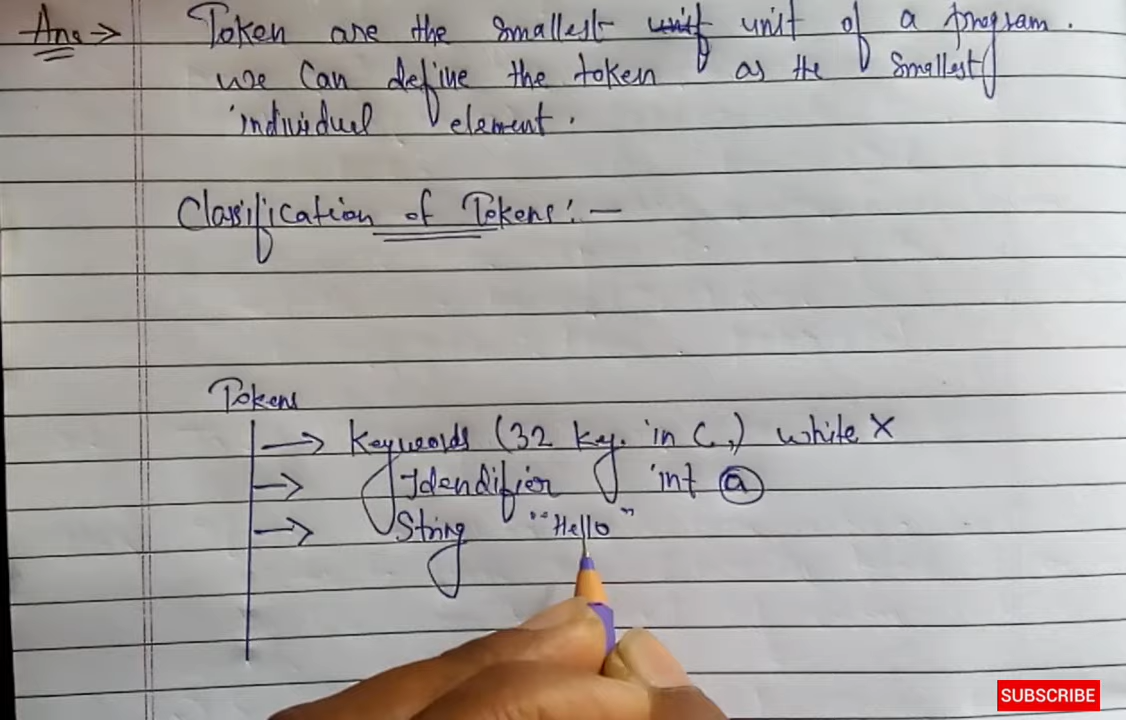 Ans → Token are the smallest unit unit of a program.
we can define the token as the smallest
individual element.
Classification of Tokens: —
Tokens
→ Keywords (32 key. in C,) while X
→ Idendifier int a
→ String "Hello"
SUBSCRIBE